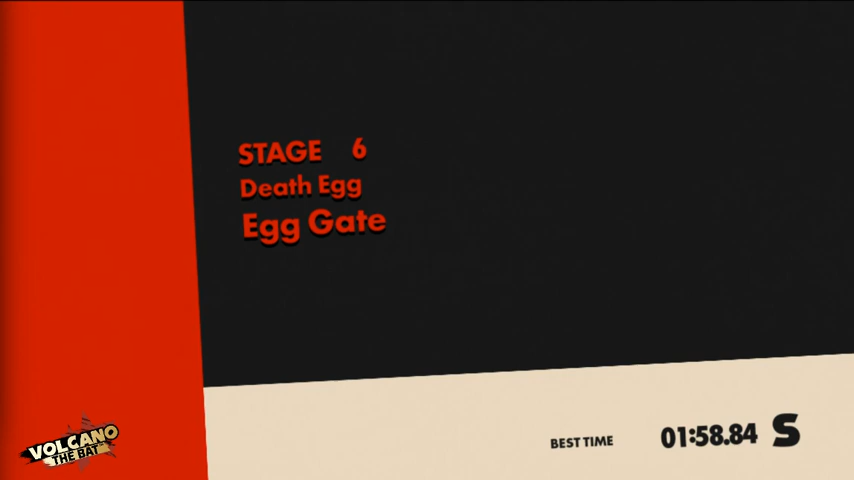 STAGE 6
Death Egg
Egg Gate
BEST TIME 01:58.84 S
VOLCANO
THE BAT